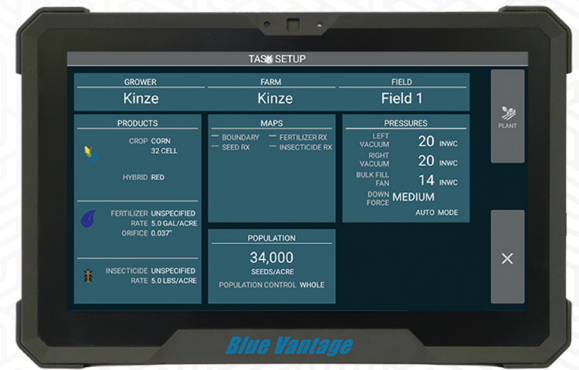 TASK SETUP
GROWER
Kinze
FARM
Kinze
FIELD
Field 1
PRODUCTS
CROP CORN
32 CELL
HYBRID RED
FERTILIZER UNSPECIFIED
RATE 5.0 GAL/ACRE
ORIFICE 0.037"
INSECTICIDE UNSPECIFIED
RATE 5.0 LBS/ACRE
MAPS
— BOUNDARY — FERTILIZER RX
— SEED RX — INSECTICIDE RX
POPULATION
34,000
SEEDS/ACRE
POPULATION CONTROL WHOLE
PRESSURES
LEFT
VACUUM 20 INWC
RIGHT
VACUUM 20 INWC
BULK FILL
FAN 14 INWC
DOWN
FORCE MEDIUM
AUTO MODE
PLANT
Blue Vantage